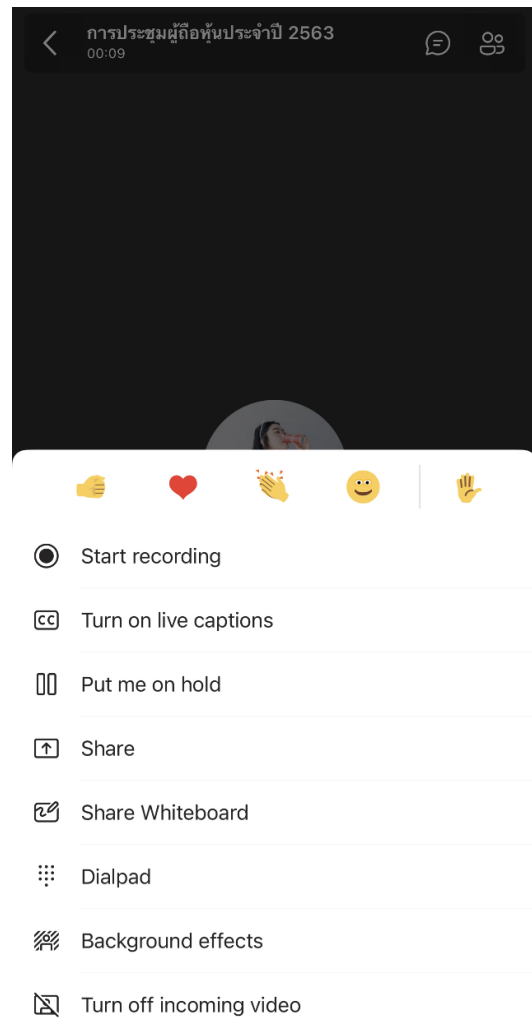 การประชุมผู้ถือหุ้นประจำปี 2563
00:09
Start recording
CC
Turn on live captions
Put me on hold
Share
Share Whiteboard
Dialpad
Background effects
Turn off incoming video